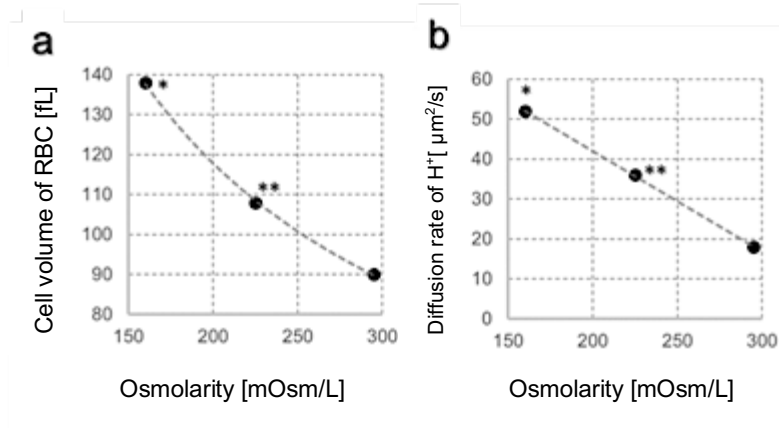 a
Cell volume of RBC [fL]
140
130
120
110
100
90
80
*
**
150 200 250 300
Osmolarity [mOsm/L]
b
Diffusion rate of H⁺[ μm²/s]
60
50
40
30
20
10
0
*
**
150 200 250 300
Osmolarity [mOsm/L]